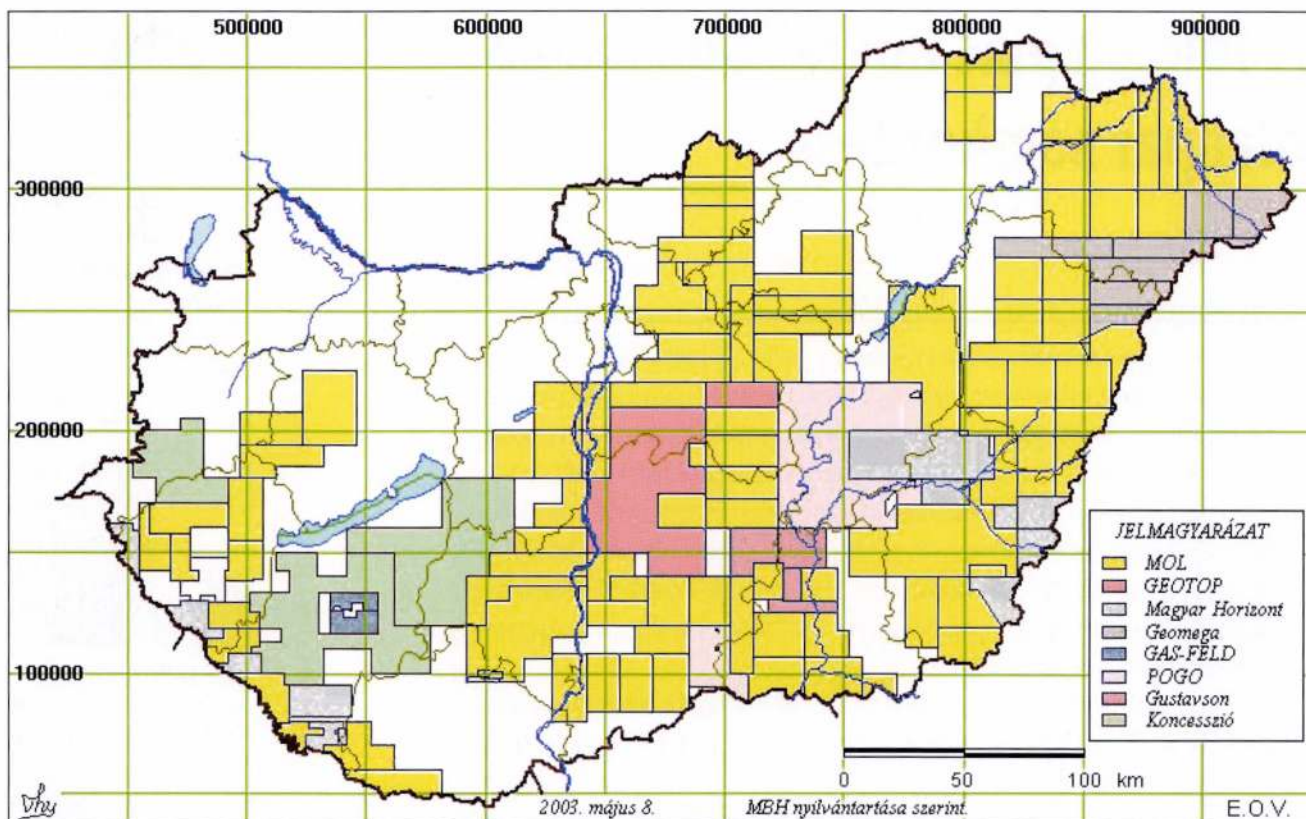 500000 600000 700000 800000 900000
300000
200000
100000
JELMAGYARÁZAT
MOL
GEOTOP
Magyar Horizont
Geomega
GAS-FELD
POGO
Gustavson
Koncesszió
0 50 100 km
2003. május 8. MBH nyilvántartása szerint. E.O.V.